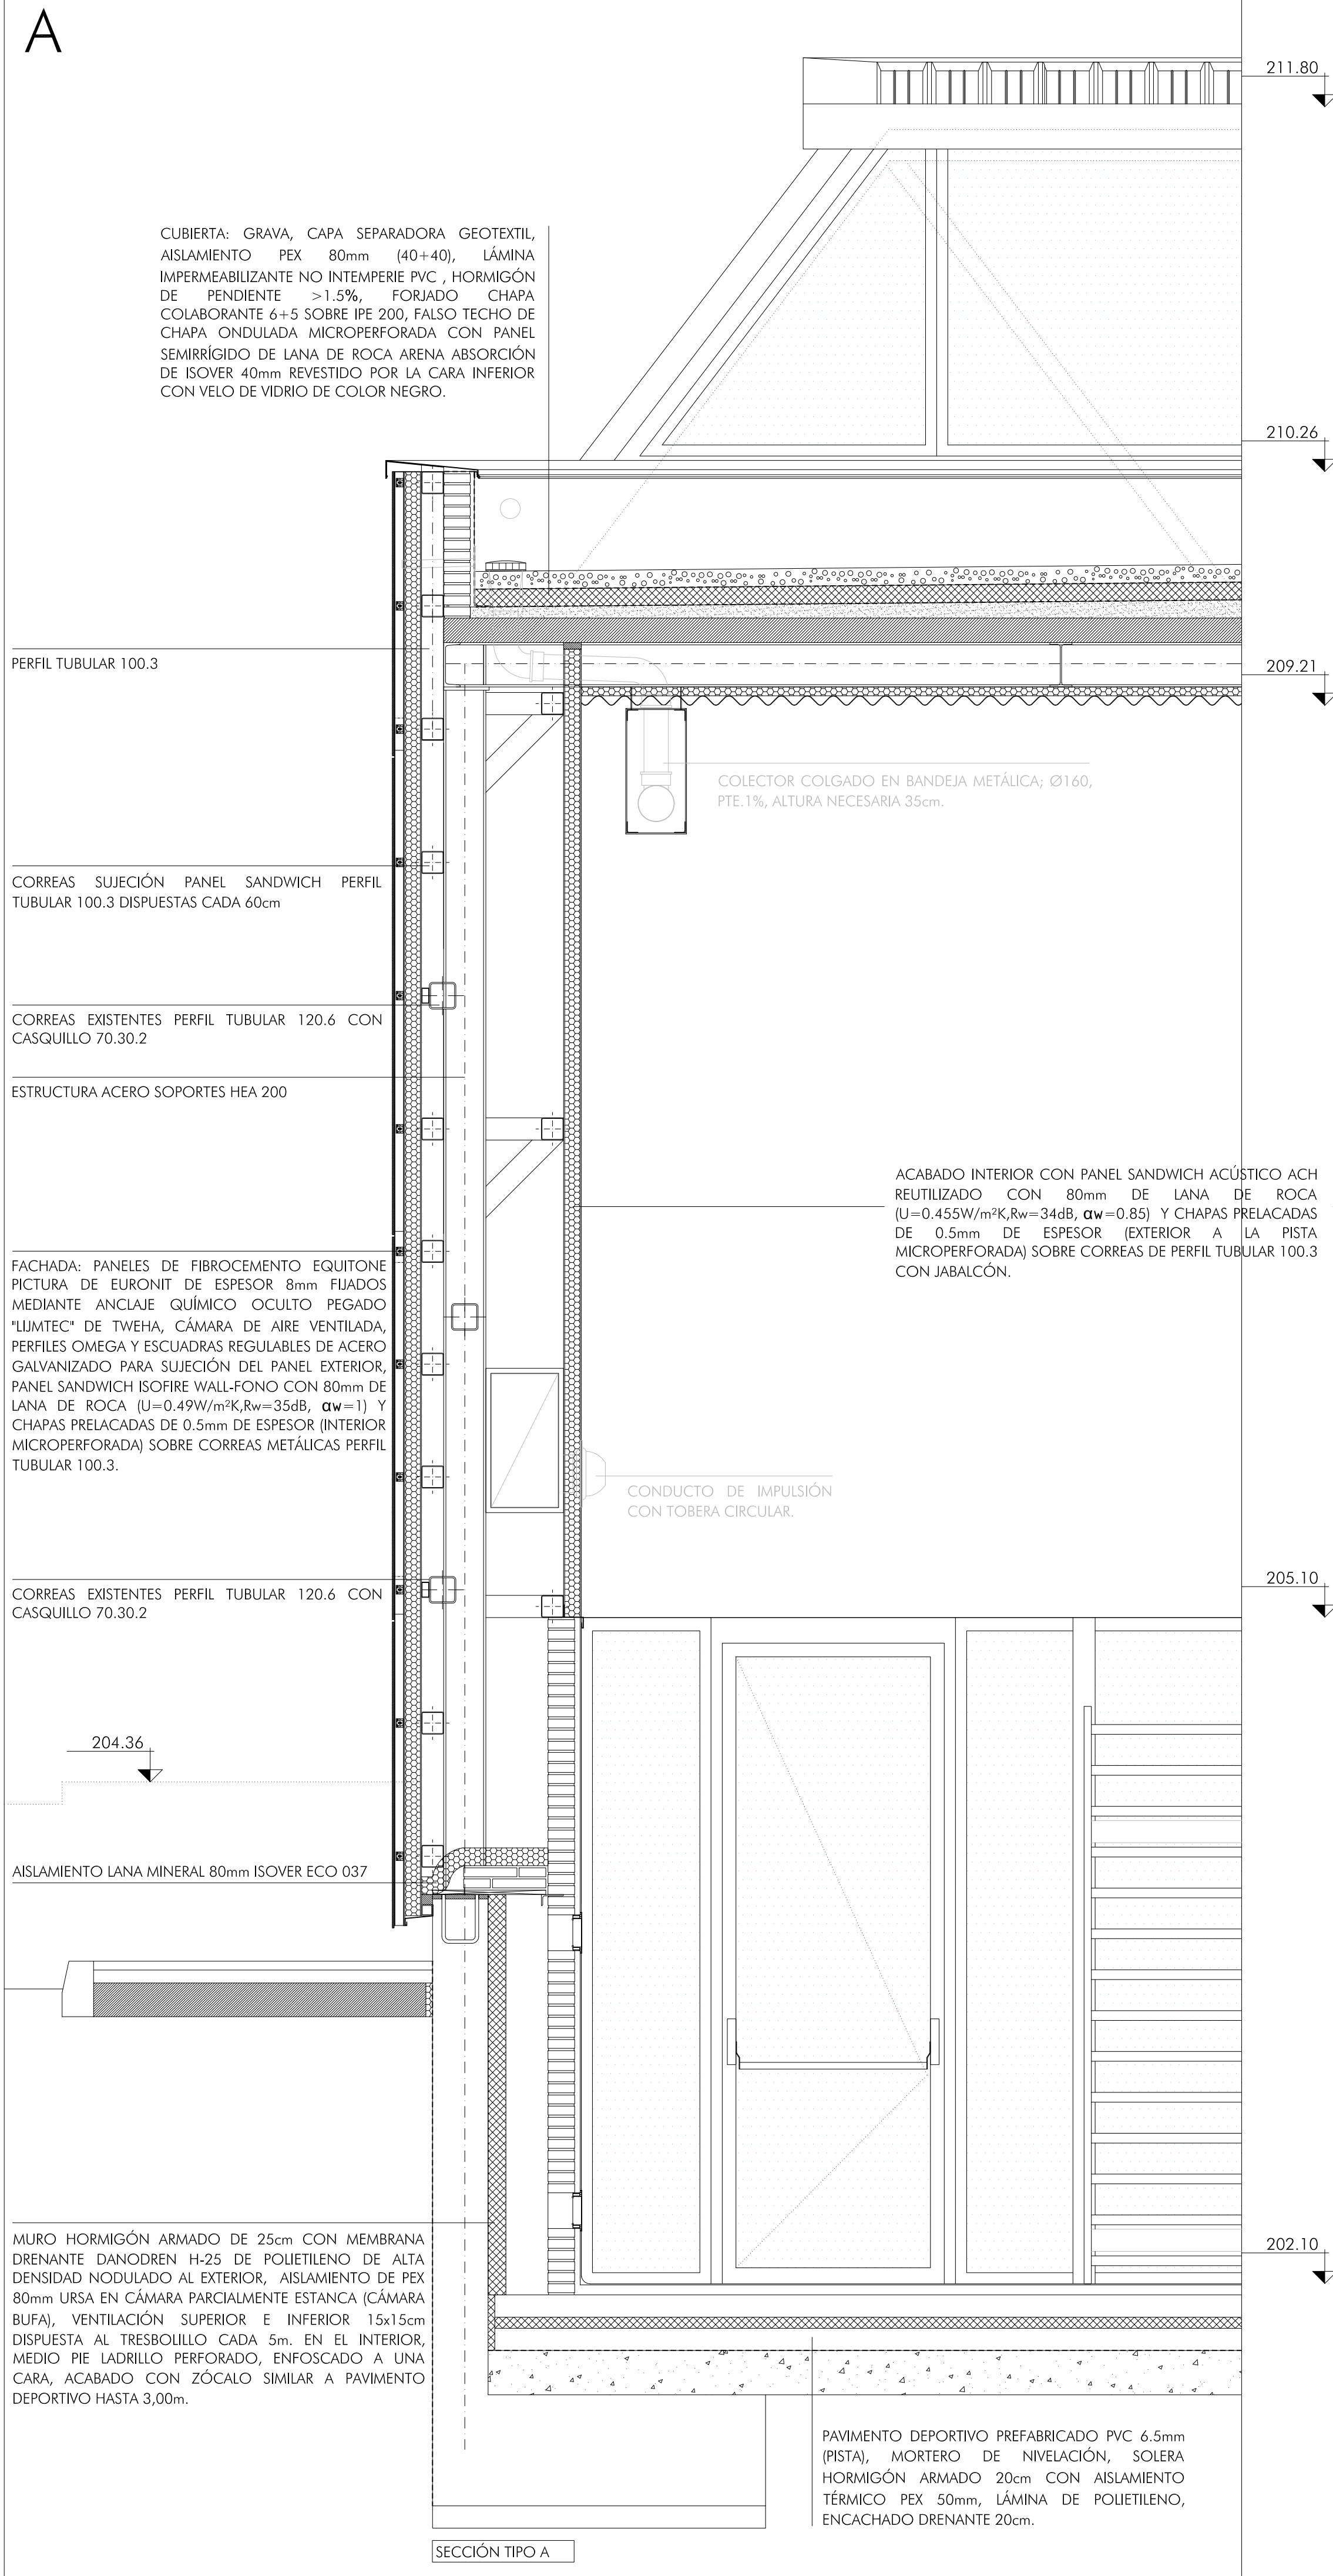 A
211.80
CUBIERTA: GRAVA, CAPA SEPARADORA GEOTEXTIL,
AISLAMIENTO PEX 80mm (40+40), LÁMINA
IMPERMEABILIZANTE NO INTEMPERIE PVC , HORMIGÓN
DE PENDIENTE >1.5%, FORJADO CHAPA
COLABORANTE 6+5 SOBRE IPE 200, FALSO TECHO DE
CHAPA ONDULADA MICROPERFORADA CON PANEL
SEMIRRÍGIDO DE LANA DE ROCA ARENA ABSORCIÓN
DE ISOVER 40mm REVESTIDO POR LA CARA INFERIOR
CON VELO DE VIDRIO DE COLOR NEGRO.
210.26
PERFIL TUBULAR 100.3
209.21
COLECTOR COLGADO EN BANDEJA METÁLICA; Ø160,
PTE.1%, ALTURA NECESARIA 35cm.
CORREAS SUJECIÓN PANEL SANDWICH PERFIL
TUBULAR 100.3 DISPUESTAS CADA 60cm
CORREAS EXISTENTES PERFIL TUBULAR 120.6 CON
CASQUILLO 70.30.2
ESTRUCTURA ACERO SOPORTES HEA 200
ACABADO INTERIOR CON PANEL SANDWICH ACÚSTICO ACH
REUTILIZADO CON 80mm DE LANA DE ROCA
(U=0.455W/m²K,Rw=34dB, αw=0.85) Y CHAPAS PRELACADAS
DE 0.5mm DE ESPESOR (EXTERIOR A LA PISTA
MICROPERFORADA) SOBRE CORREAS DE PERFIL TUBULAR 100.3
CON JABALCÓN.
FACHADA: PANELES DE FIBROCEMENTO EQUITONE
PICTURA DE EURONIT DE ESPESOR 8mm FIJADOS
MEDIANTE ANCLAJE QUÍMICO OCULTO PEGADO
"LIJMTEC" DE TWEHA, CÁMARA DE AIRE VENTILADA,
PERFILES OMEGA Y ESCUADRAS REGULABLES DE ACERO
GALVANIZADO PARA SUJECIÓN DEL PANEL EXTERIOR,
PANEL SANDWICH ISOFIRE WALL-FONO CON 80mm DE
LANA DE ROCA (U=0.49W/m²K,Rw=35dB, αw=1) Y
CHAPAS PRELACADAS DE 0.5mm DE ESPESOR (INTERIOR
MICROPERFORADA) SOBRE CORREAS METÁLICAS PERFIL
TUBULAR 100.3.
CONDUCTO DE IMPULSIÓN
CON TOBERA CIRCULAR.
CORREAS EXISTENTES PERFIL TUBULAR 120.6 CON
CASQUILLO 70.30.2
205.10
204.36
AISLAMIENTO LANA MINERAL 80mm ISOVER ECO 037
MURO HORMIGÓN ARMADO DE 25cm CON MEMBRANA
DRENANTE DANODREN H-25 DE POLIETILENO DE ALTA
DENSIDAD NODULADO AL EXTERIOR, AISLAMIENTO DE PEX
80mm URSA EN CÁMARA PARCIALMENTE ESTANCA (CÁMARA
BUFA), VENTILACIÓN SUPERIOR E INFERIOR 15x15cm
DISPUESTA AL TRESBOLILLO CADA 5m. EN EL INTERIOR,
MEDIO PIE LADRILLO PERFORADO, ENFOSCADO A UNA
CARA, ACABADO CON ZÓCALO SIMILAR A PAVIMENTO
DEPORTIVO HASTA 3,00m.
202.10
PAVIMENTO DEPORTIVO PREFABRICADO PVC 6.5mm
(PISTA), MORTERO DE NIVELACIÓN, SOLERA
HORMIGÓN ARMADO 20cm CON AISLAMIENTO
TÉRMICO PEX 50mm, LÁMINA DE POLIETILENO,
ENCACHADO DRENANTE 20cm.
SECCIÓN TIPO A